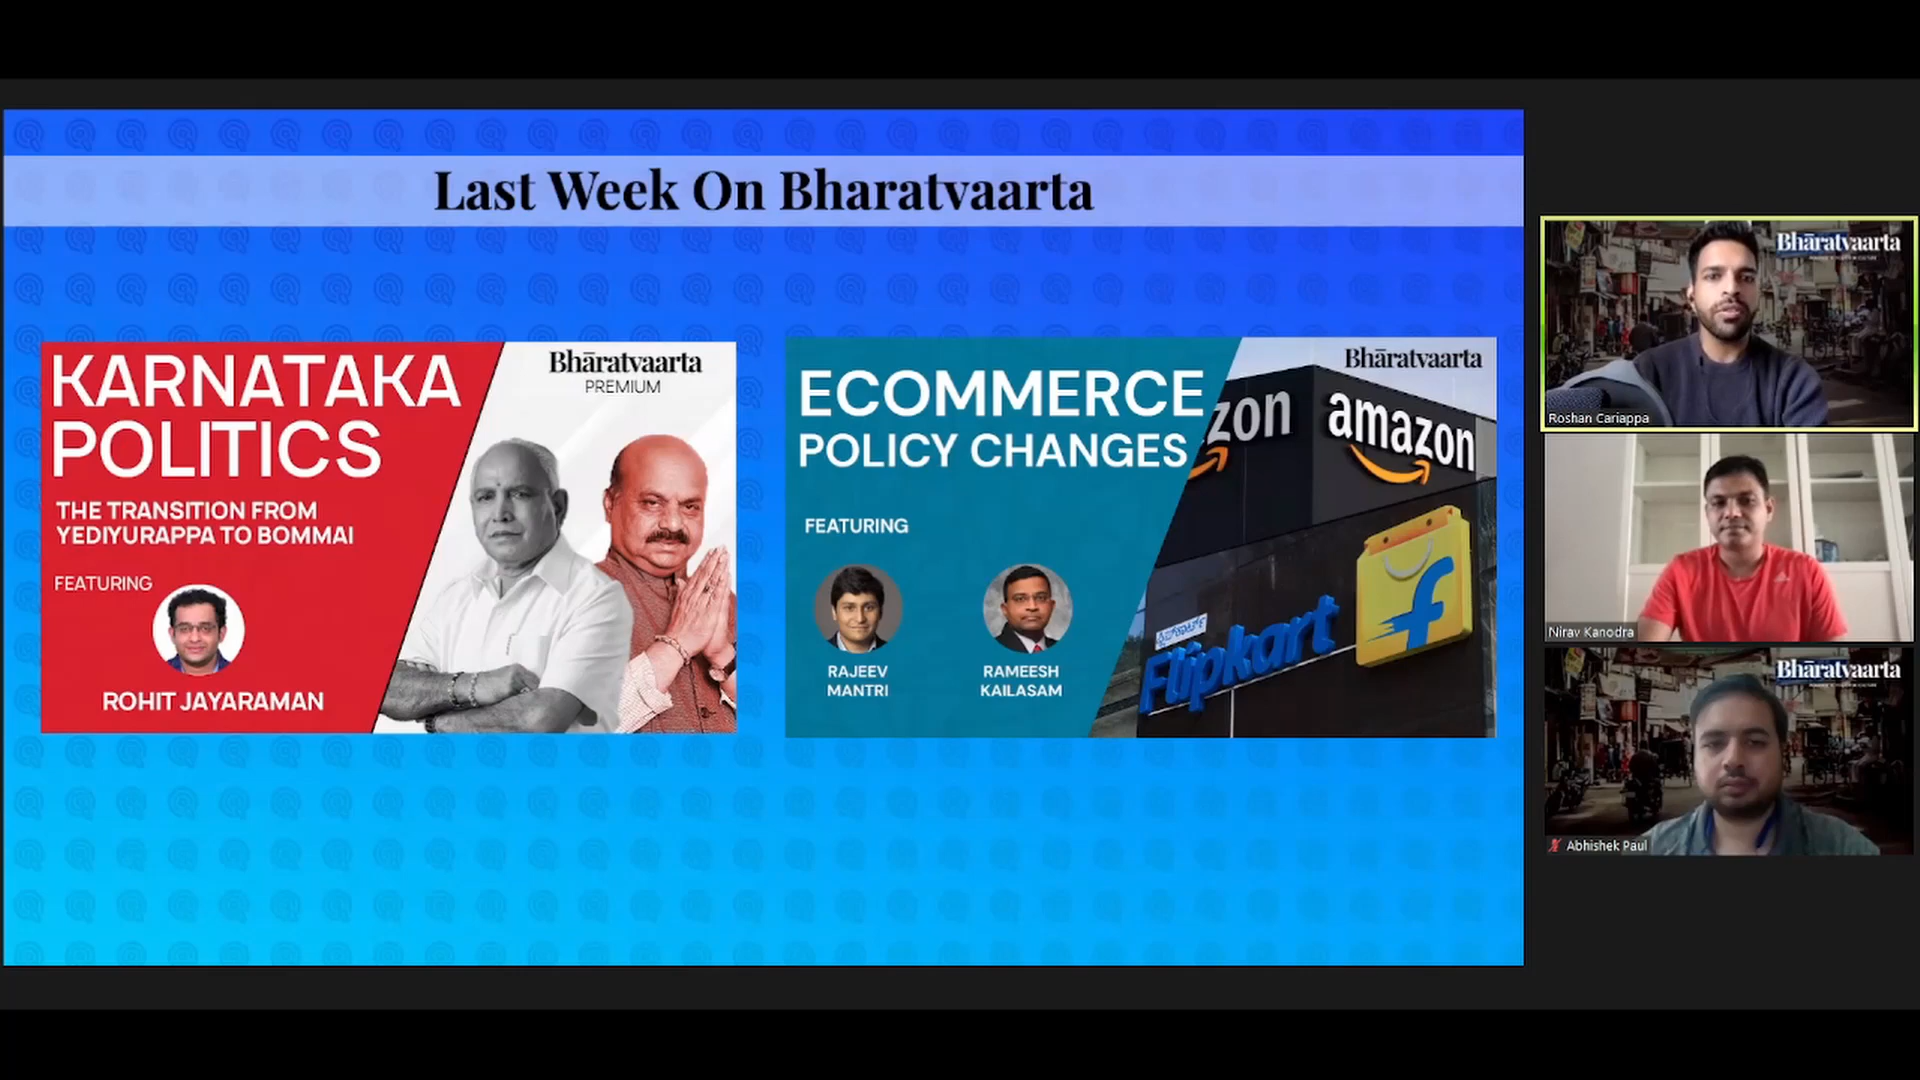 Last Week On Bharatvaarta
KARNATAKA
POLITICS
THE TRANSITION FROM
YEDIYURAPPA TO BOMMAI
FEATURING
ROHIT JAYARAMAN
Bhāratvaarta
PREMIUM
ECOMMERCE
POLICY CHANGES
FEATURING
RAJEEV
MANTRI
RAMEESH
KAILASAM
Bhāratvaarta
zon
amazon
Flipkart
f
Bhāratvaarta
Roshan Cariappa
Nirav Kanodra
Bhāratvaarta
Abhishek Paul